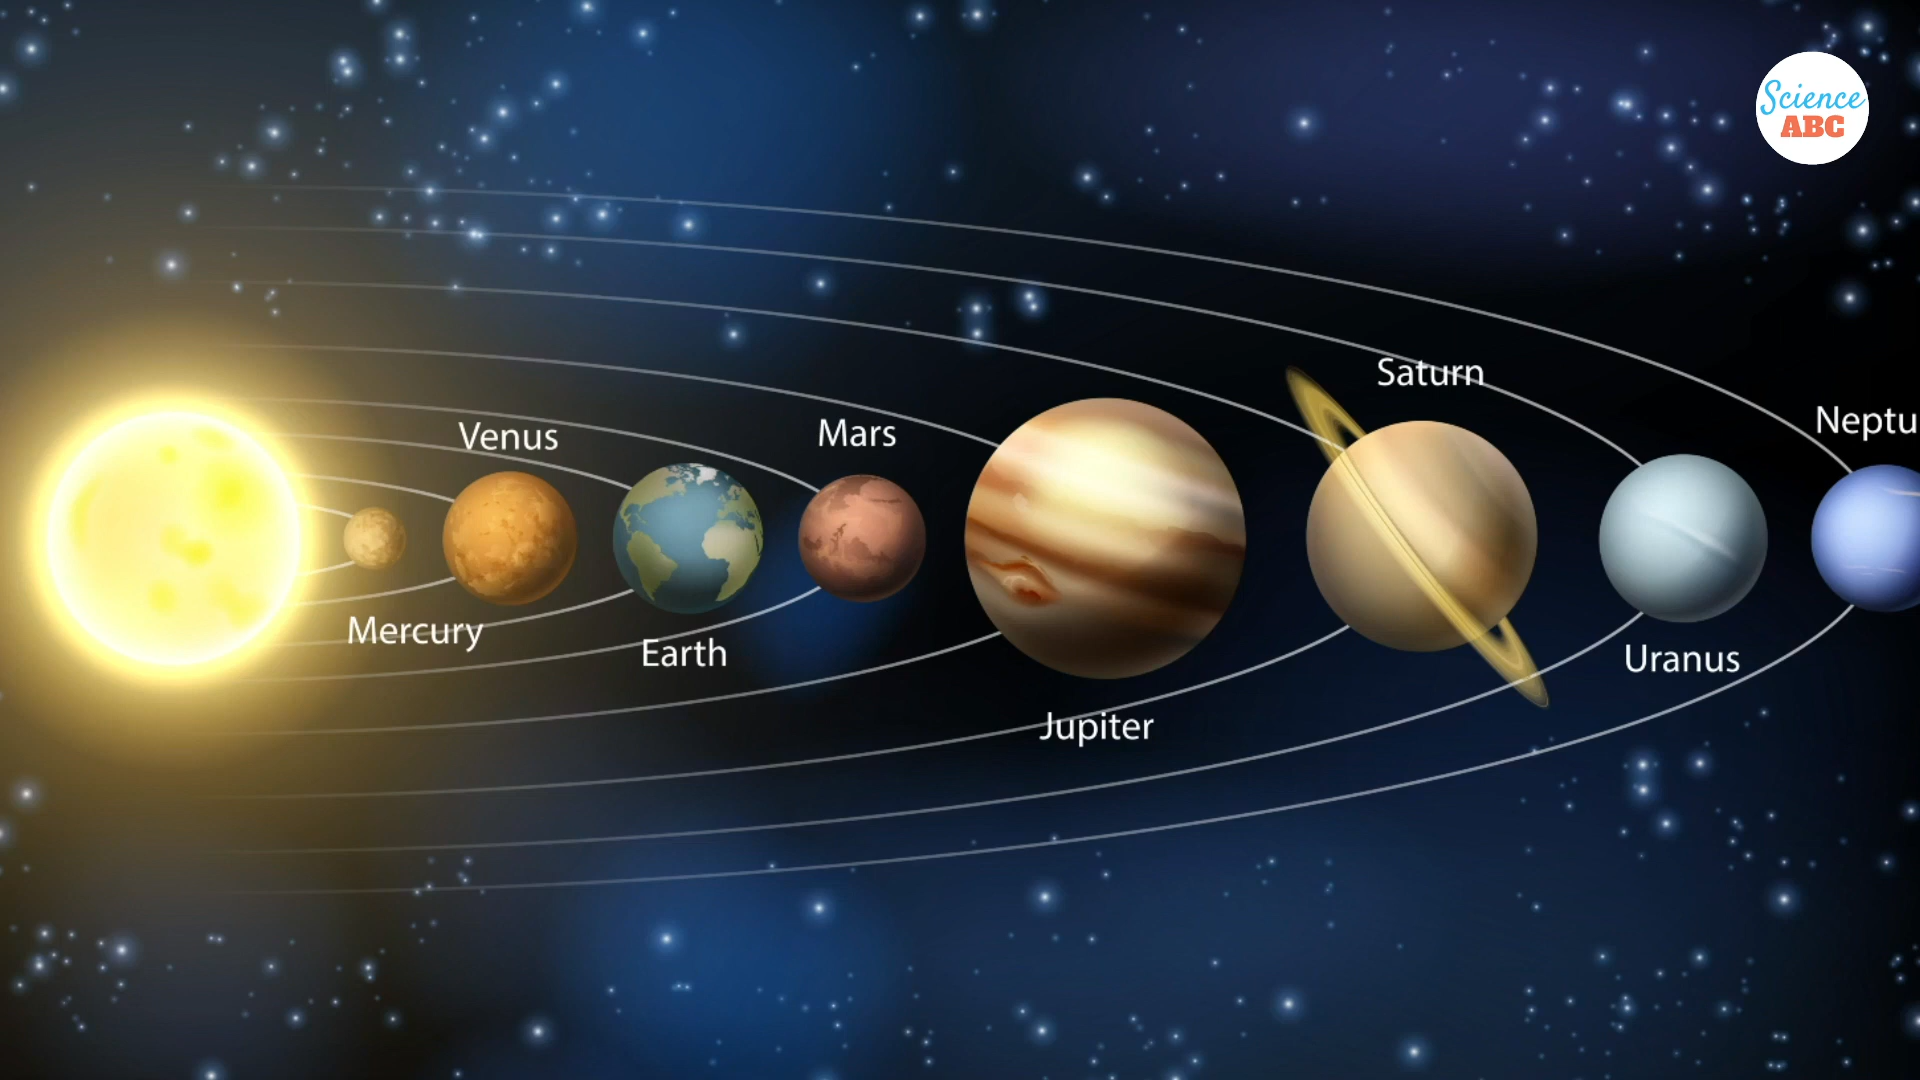 Science
ABC
Saturn
Neptu
Venus
Mars
Mercury
Earth
Uranus
Jupiter